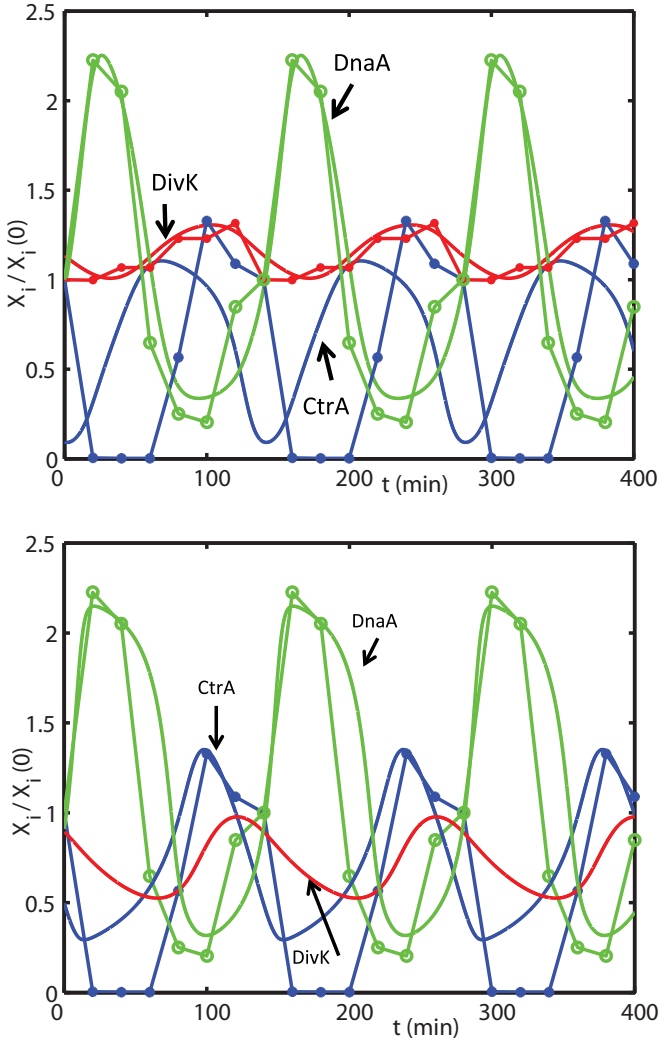 2.5
DnaA
2
DivK
1.5
X_i / X_i (0)
1
0.5
CtrA
0
0 100 200 300 400
t (min)
2.5
2
DnaA
CtrA
1.5
X_i / X_i (0)
1
0.5
DivK
0
0 100 200 300 400
t (min)